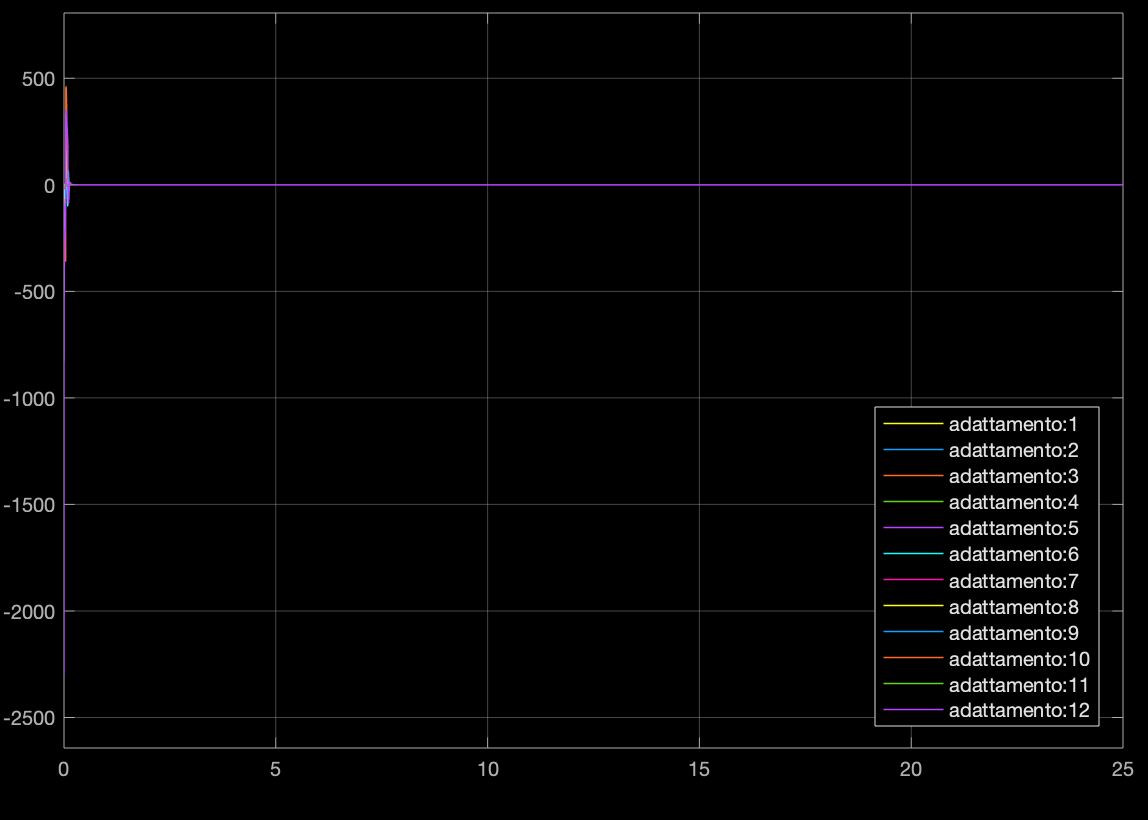 500
0
-500
-1000
-1500
-2000
-2500
adattamento:1
adattamento:2
adattamento:3
adattamento:4
adattamento:5
adattamento:6
adattamento:7
adattamento:8
adattamento:9
adattamento:10
adattamento:11
adattamento:12
0 5 10 15 20 25